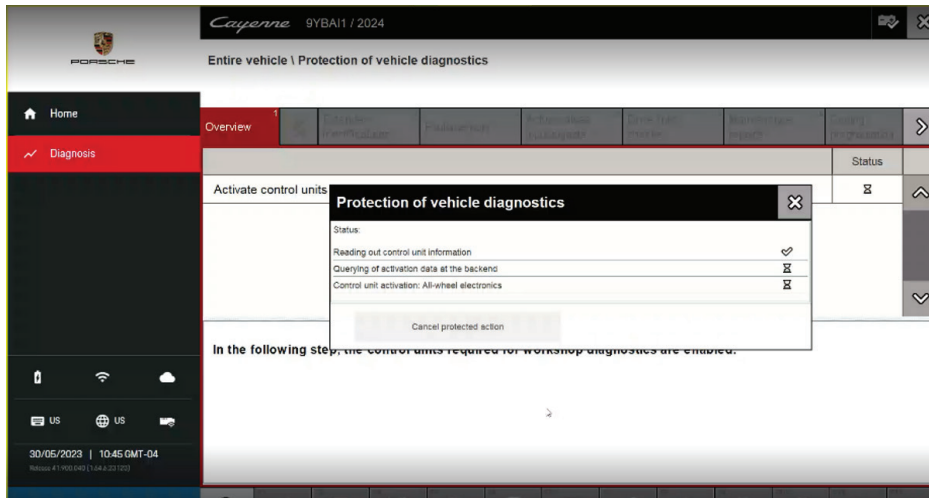 Cayenne 9YBAI1 / 2024
PORSCHE
Entire vehicle \ Protection of vehicle diagnostics
Home
Diagnosis
Overview
1
Status
Activate control units
Protection of vehicle diagnostics
Status:
Reading out control unit information
Querying of activation data at the backend
Control unit activation: All-wheel electronics
Cancel protected action
In the following step, the control units required for workshop diagnostics are enabled.
US
US
30/05/2023 | 10:45 GMT-04